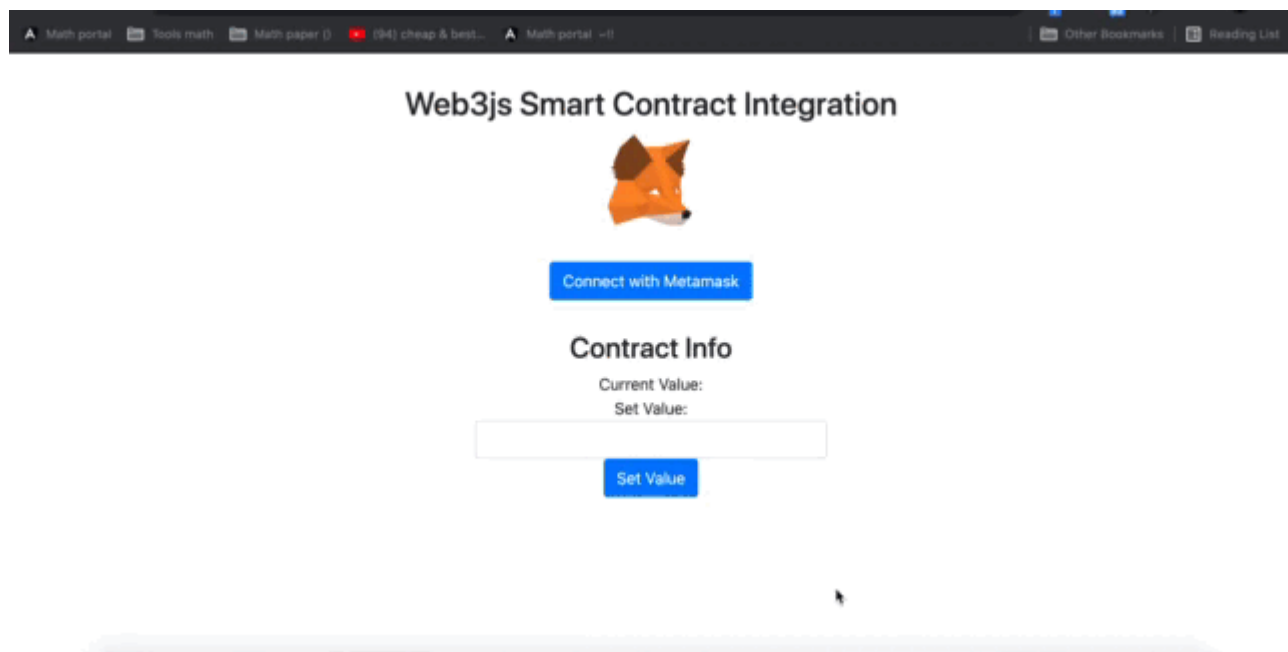 Math portal Tools math Math paper () (94) cheap & best... Math portal ~!! Other Bookmarks Reading List
Web3js Smart Contract Integration
Connect with Metamask
Contract Info
Current Value:
Set Value:
Set Value